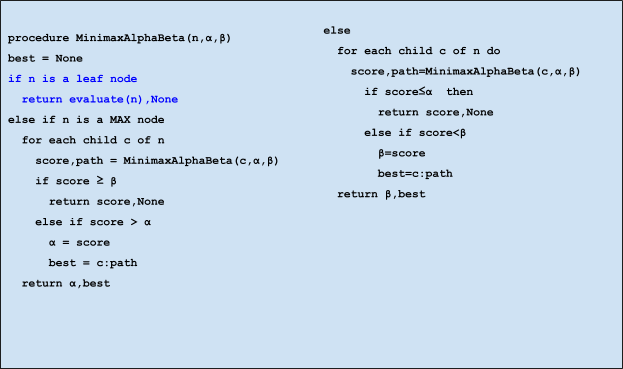 procedure MinimaxAlphaBeta(n,α,β)
best = None
if n is a leaf node
return evaluate(n),None
else if n is a MAX node
for each child c of n
score,path = MinimaxAlphaBeta(c,α,β)
if score ≥ β
return score,None
else if score > α
α = score
best = c:path
return α,best
else
for each child c of n do
score,path=MinimaxAlphaBeta(c,α,β)
if score≤α then
return score,None
else if score<β
β=score
best=c:path
return β,best